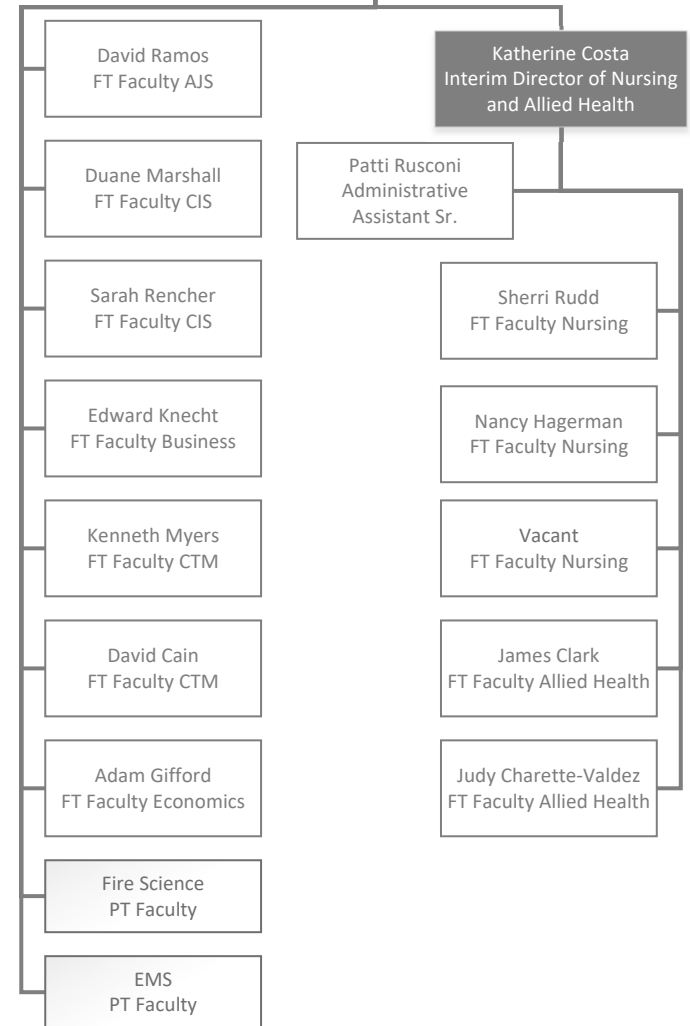 David Ramos
FT Faculty AJS
Duane Marshall
FT Faculty CIS
Sarah Rencher
FT Faculty CIS
Edward Knecht
FT Faculty Business
Kenneth Myers
FT Faculty CTM
David Cain
FT Faculty CTM
Adam Gifford
FT Faculty Economics
Fire Science
PT Faculty
EMS
PT Faculty
Katherine Costa
Interim Director of Nursing
and Allied Health
Patti Rusconi
Administrative
Assistant Sr.
Sherri Rudd
FT Faculty Nursing
Nancy Hagerman
FT Faculty Nursing
Vacant
FT Faculty Nursing
James Clark
FT Faculty Allied Health
Judy Charette-Valdez
FT Faculty Allied Health